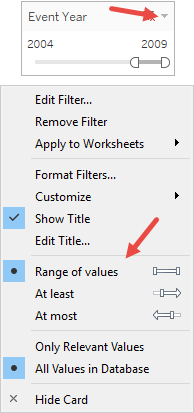 Event Year
2004 2009
Edit Filter...
Remove Filter
Apply to Worksheets
Format Filters...
Customize
Show Title
Edit Title...
Range of values
At least
At most
Only Relevant Values
All Values in Database
Hide Card